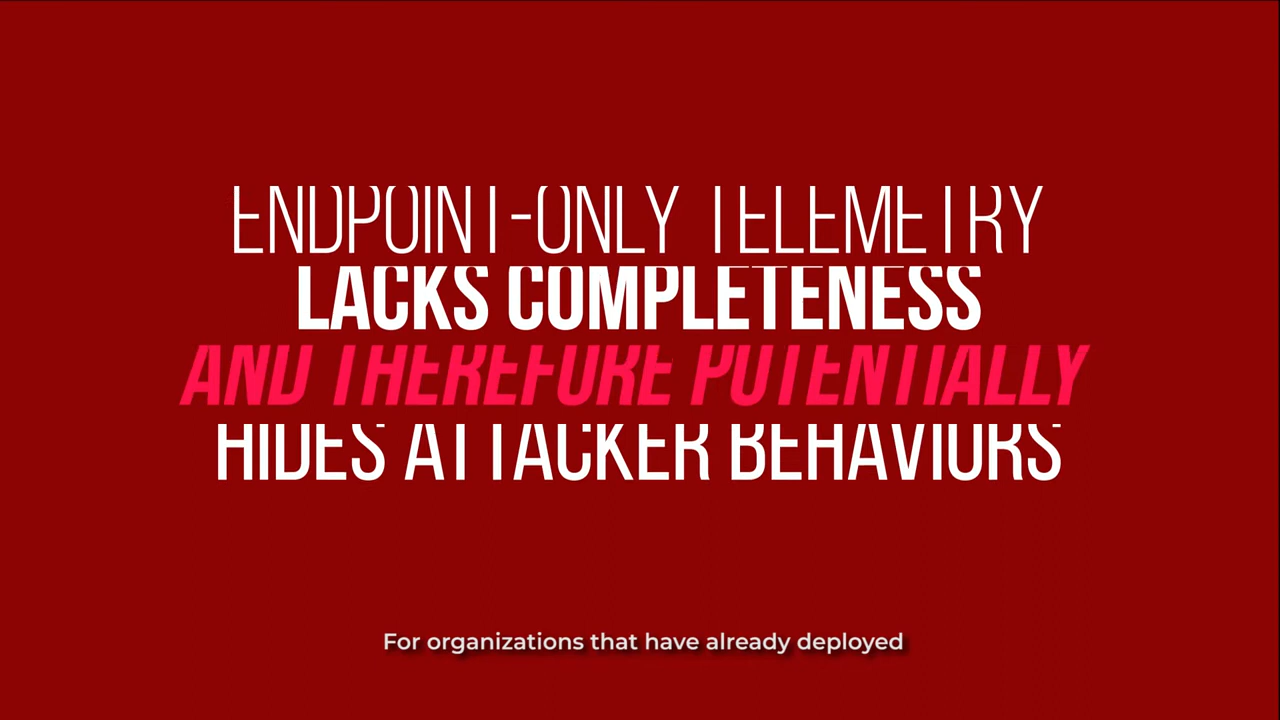 ENDPOINT-ONLY TELEMETRY
LACKS COMPLETENESS
AND THEREFORE POTENTIALLY
HIDES ATTACKER BEHAVIORS
For organizations that have already deployed